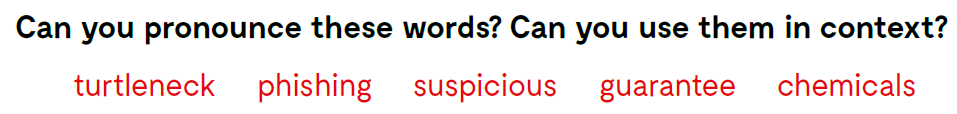 Can you pronounce these words? Can you use them in context?
turtleneck phishing suspicious guarantee chemicals